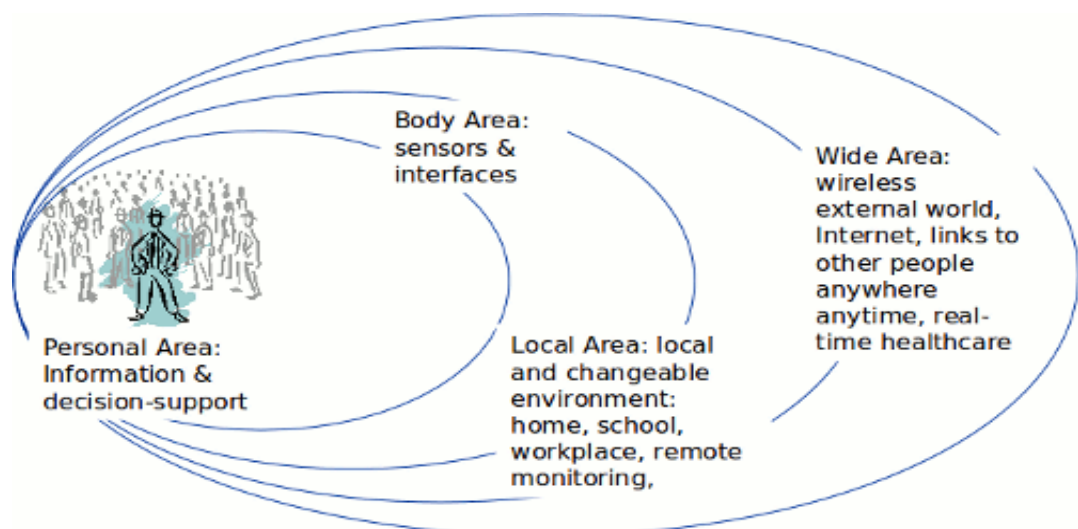 Body Area:
sensors &
interfaces
Wide Area:
wireless
external world,
Internet, links to
other people
anywhere
anytime, real-
time healthcare
Personal Area:
Information &
decision-support
Local Area: local
and changeable
environment:
home, school,
workplace, remote
monitoring,